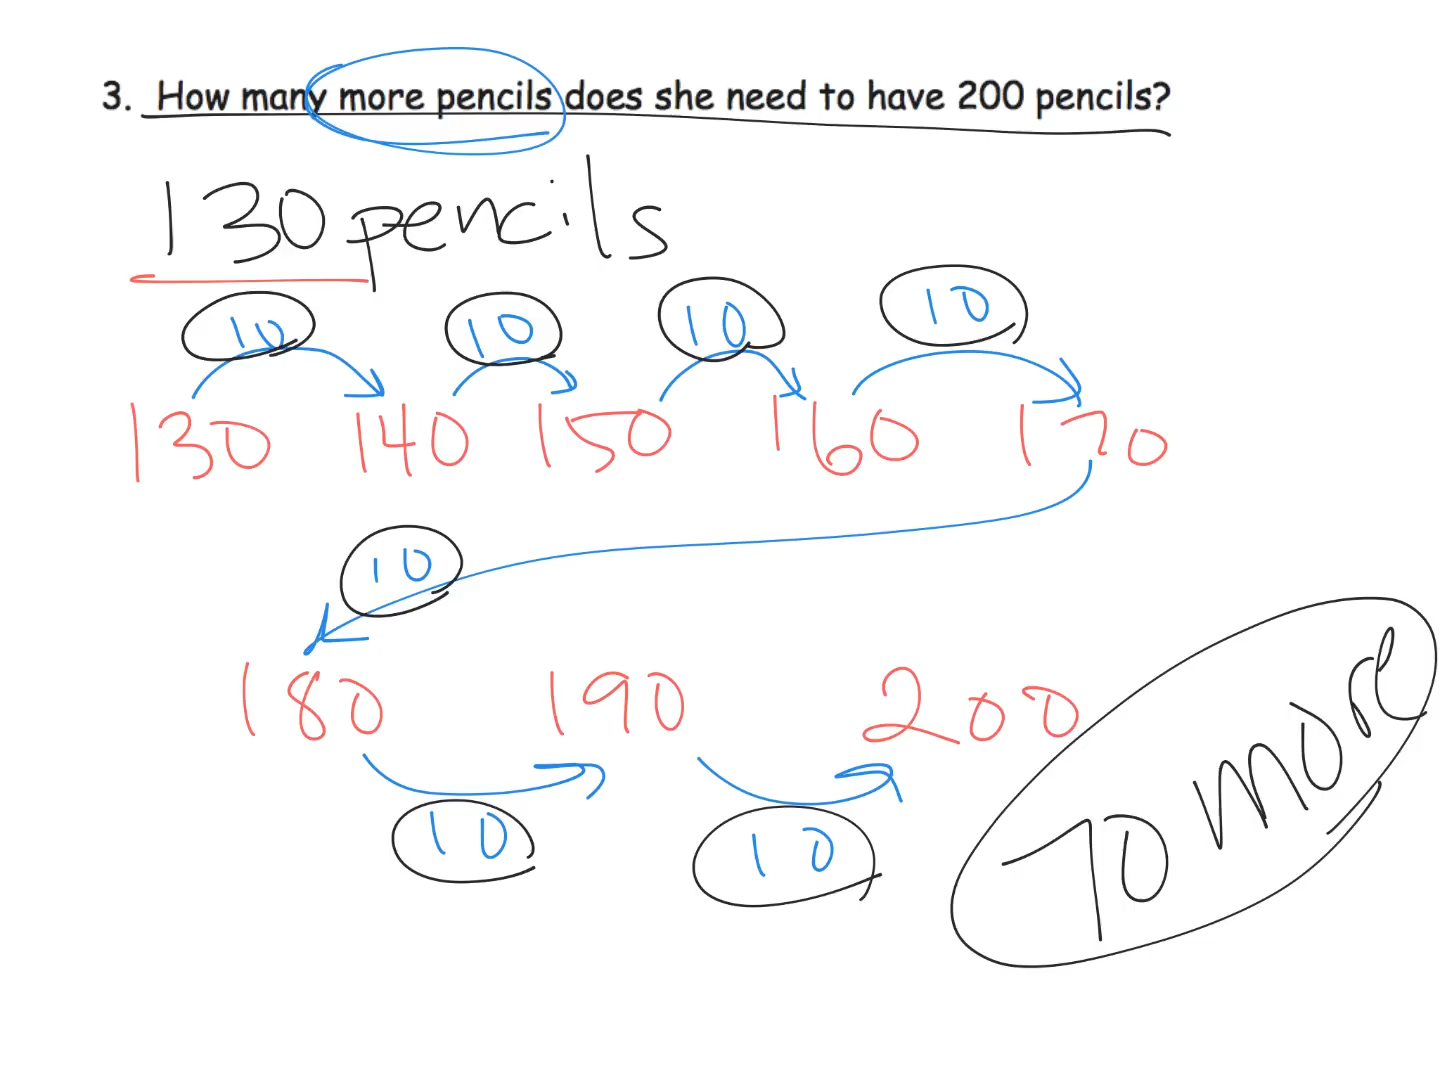 3. How many more pencils does she need to have 200 pencils?
130 pencils
10 10 10 10
130 140 150 160 170
10
180 190 200
10 10
70 more